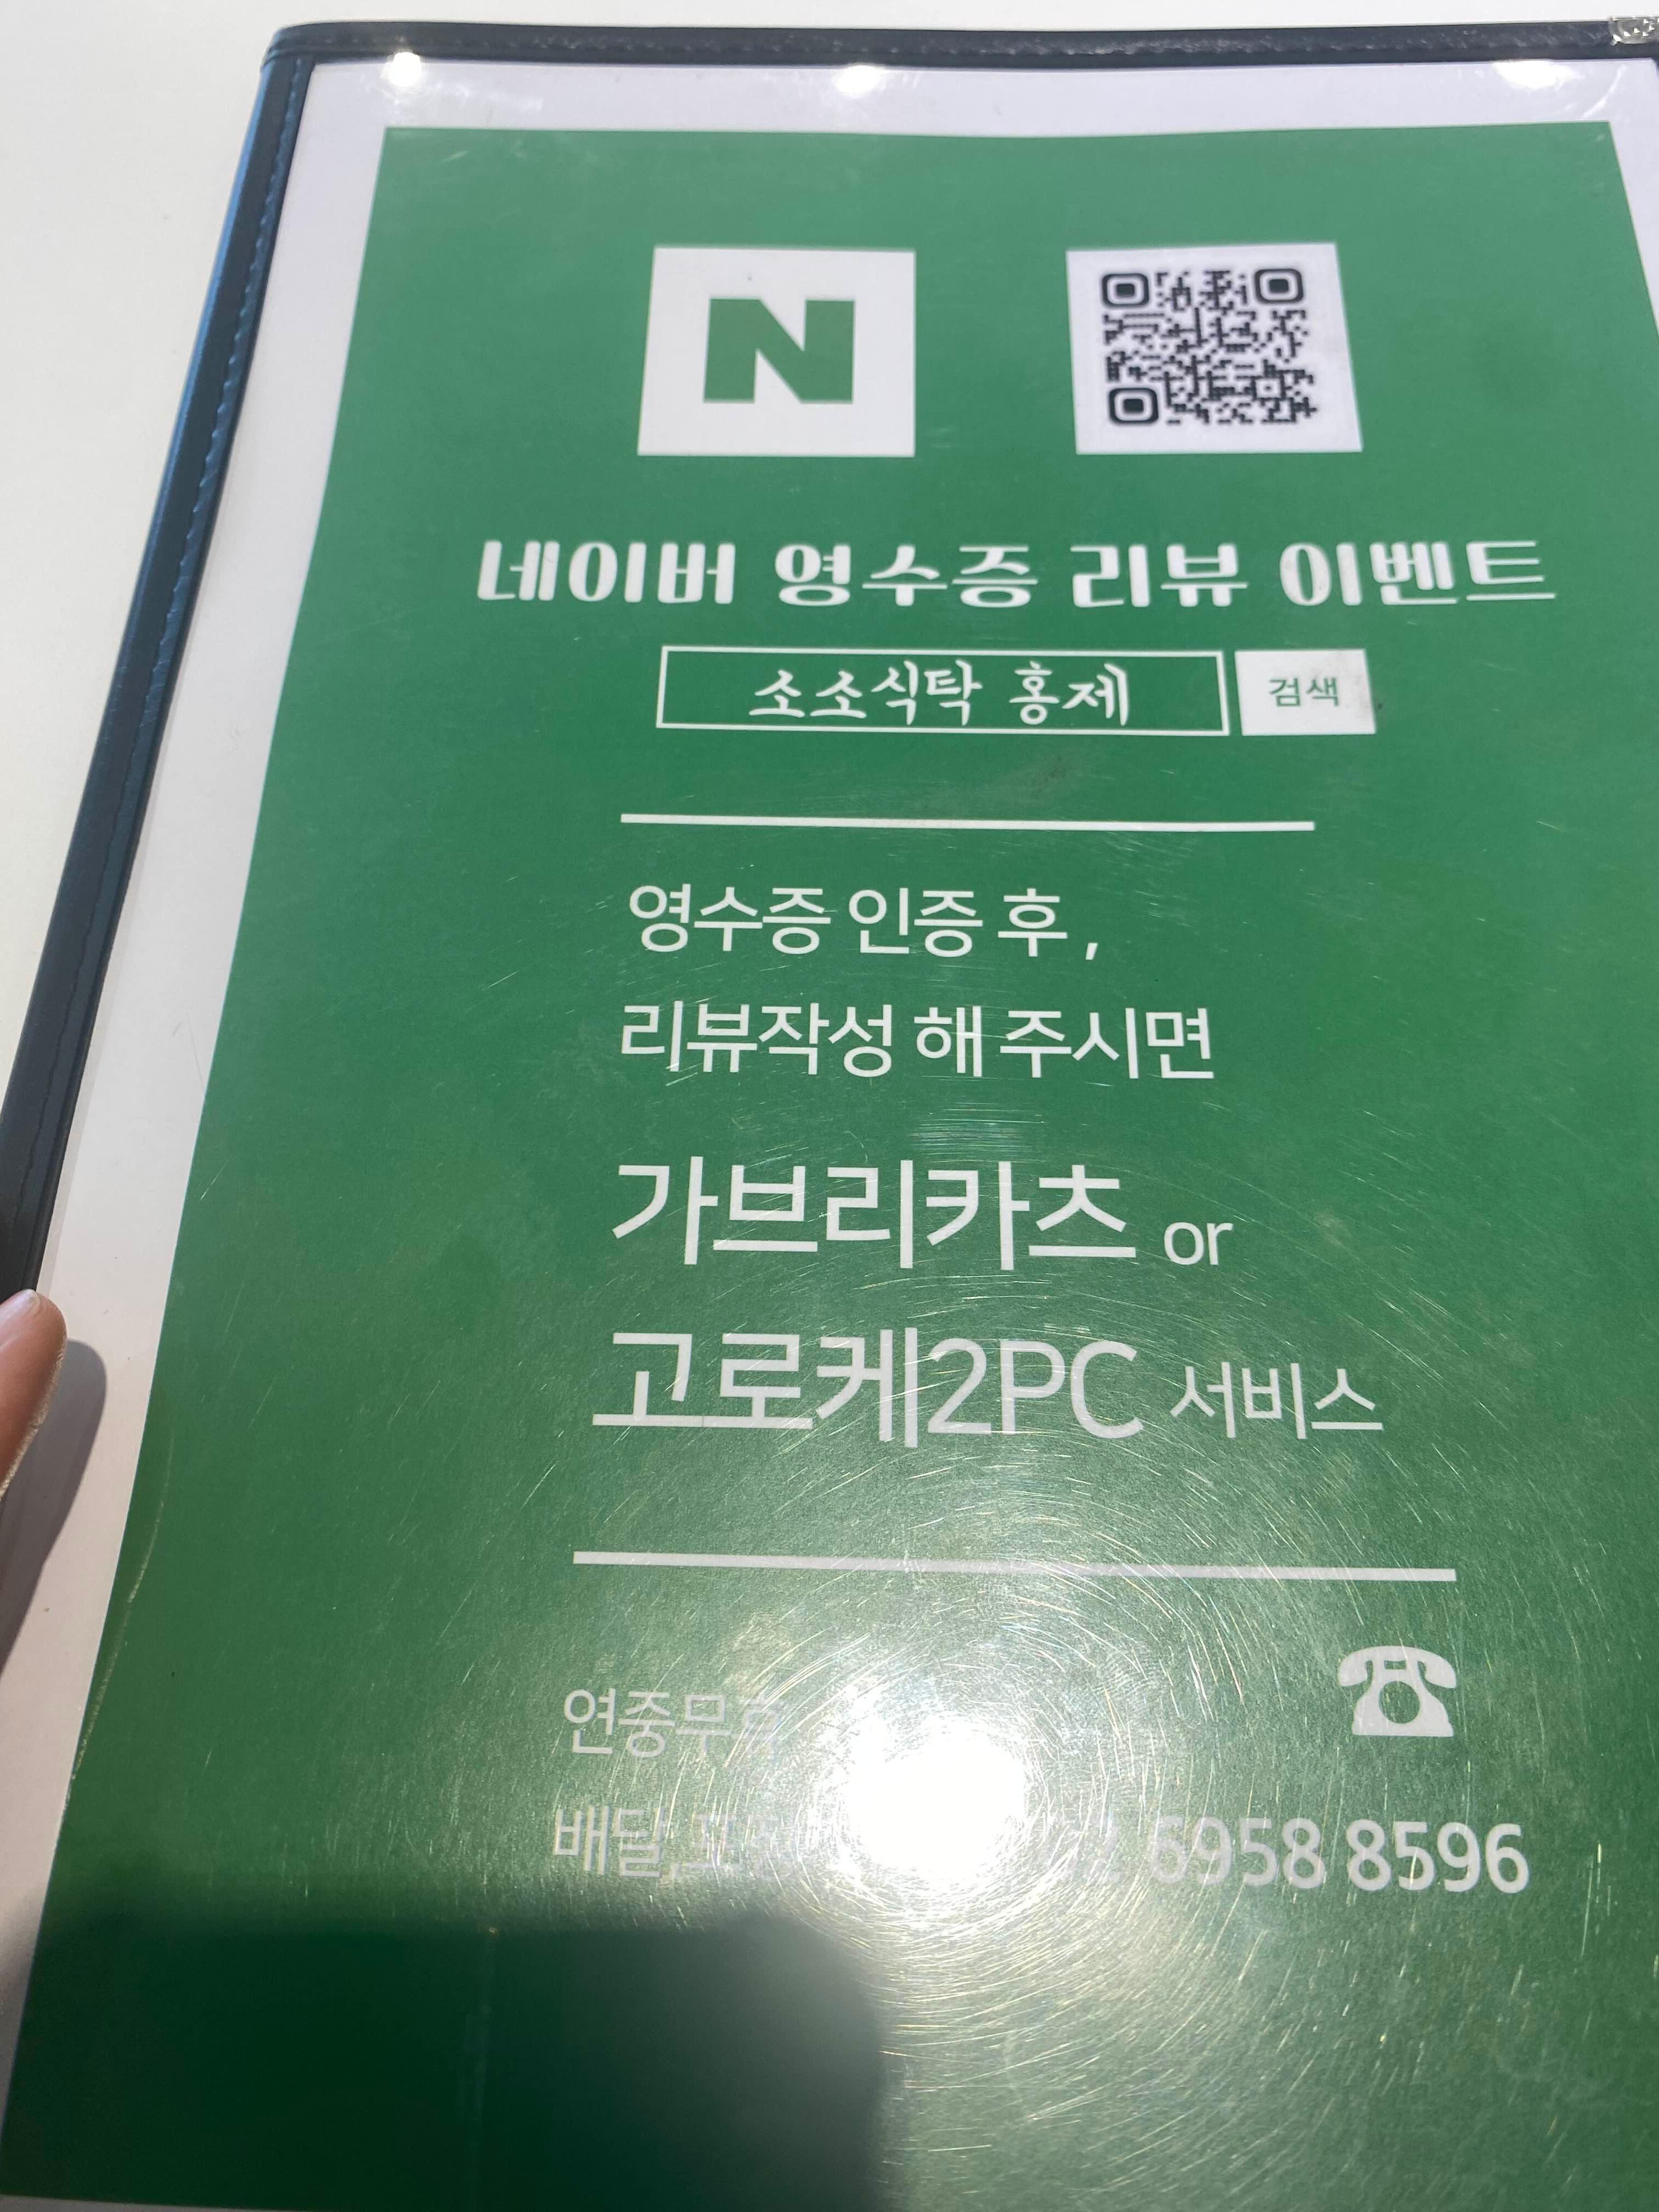 N
네이버 영수증 리뷰 이벤트
소소식탁 홍제 검색
영수증 인증 후 ,
리뷰작성 해 주시면
가브리카츠 or
고로케2PC 서비스
연중무휴
배달 6958 8596